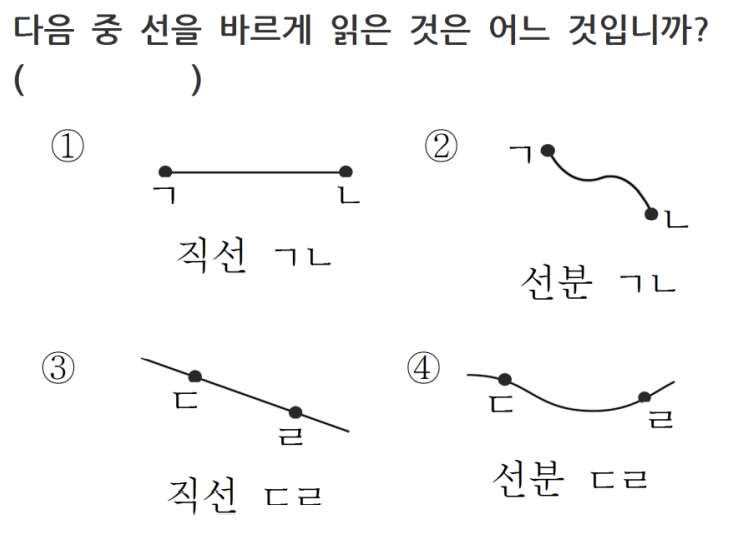 다음 중 선을 바르게 읽은 것은 어느 것입니까?
( )
① ㄱ ㄴ
직선 ㄱㄴ
② ㄱ ㄴ
선분 ㄱㄴ
③ ㄷ ㄹ
직선 ㄷㄹ
④ ㄷ ㄹ
선분 ㄷㄹ